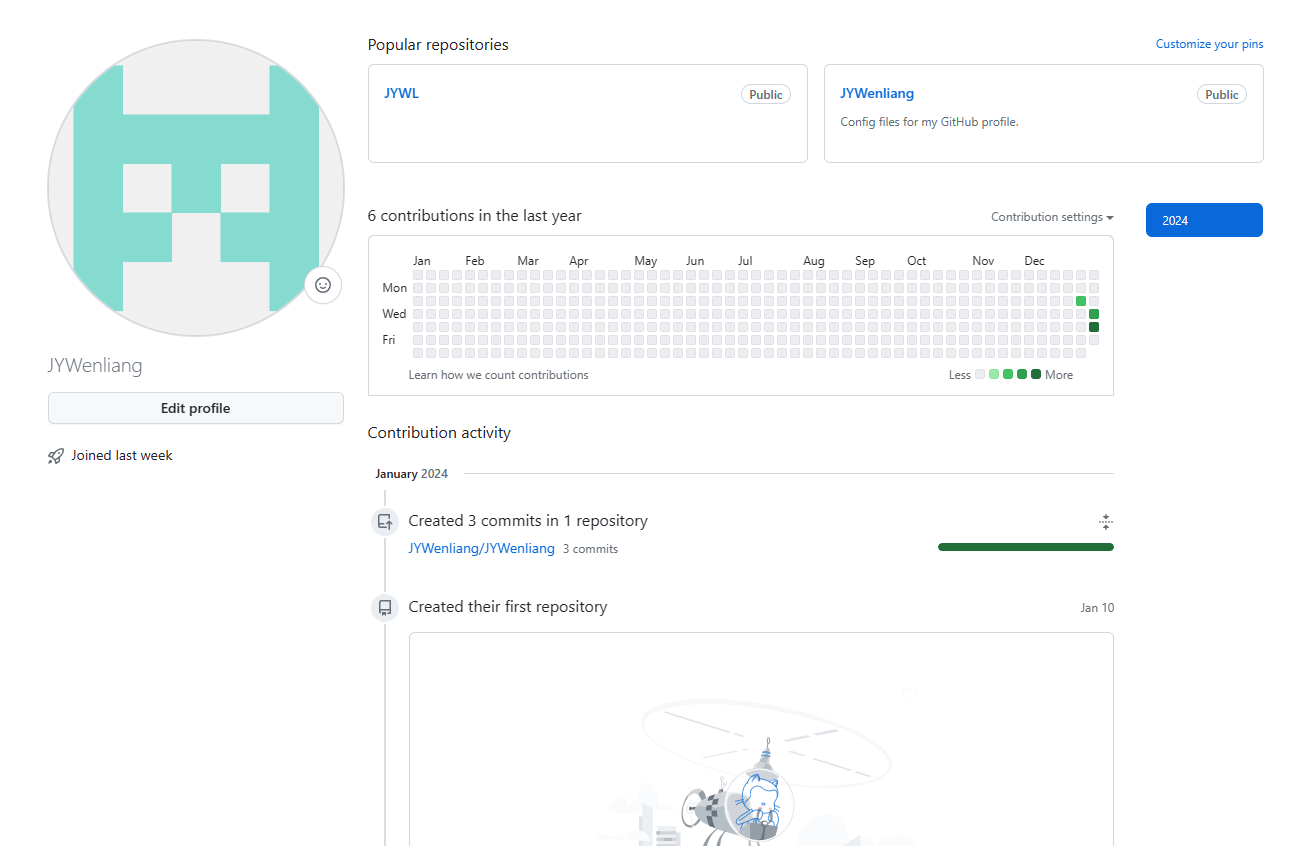 Popular repositories
Customize your pins
JYWL
Public
JYWenliang
Public
Config files for my GitHub profile.
6 contributions in the last year
Contribution settings
2024
Jan Feb Mar Apr May Jun Jul Aug Sep Oct Nov Dec
Mon
Wed
Fri
Learn how we count contributions
Less More
JYWenliang
Edit profile
Joined last week
Contribution activity
January 2024
Created 3 commits in 1 repository
JYWenliang/JYWenliang 3 commits
Created their first repository
Jan 10